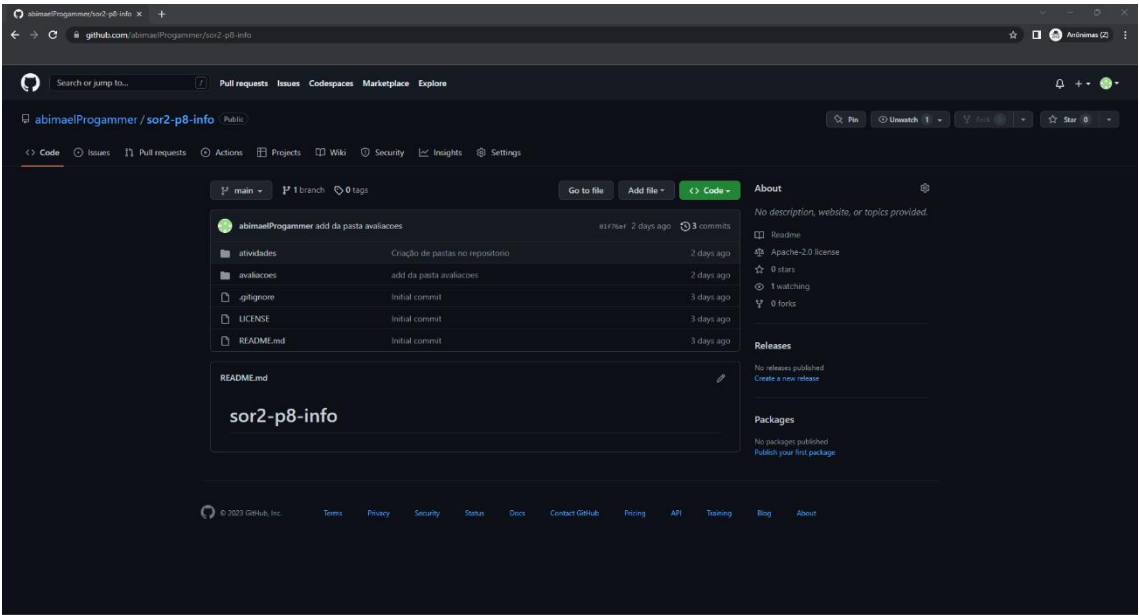 abimaelProgammer/sor2-p8-info
github.com/abimaelProgammer/sor2-p8-info
Anônimas (2)
Search or jump to... / Pull requests Issues Codespaces Marketplace Explore
abimaelProgammer / sor2-p8-info Public
Pin Unwatch 1 Fork Star 0
Code Issues Pull requests Actions Projects Wiki Security Insights Settings
main 1 branch 0 tags Go to file Add file Code
abimaelProgammer add da pasta avaliacoes 2 days ago 3 commits
atividades Criação de pastas no repositorio 2 days ago
avaliacoes add da pasta avaliacoes 2 days ago
.gitignore Initial commit 3 days ago
LICENSE Initial commit 3 days ago
README.md Initial commit 3 days ago
README.md
sor2-p8-info
About
No description, website, or topics provided.
Readme
Apache-2.0 license
0 stars
1 watching
0 forks
Releases
No releases published
Create a new release
Packages
No packages published
Publish your first package
© 2023 GitHub, Inc. Terms Privacy Security Status Docs Contact GitHub Pricing API Training Blog About